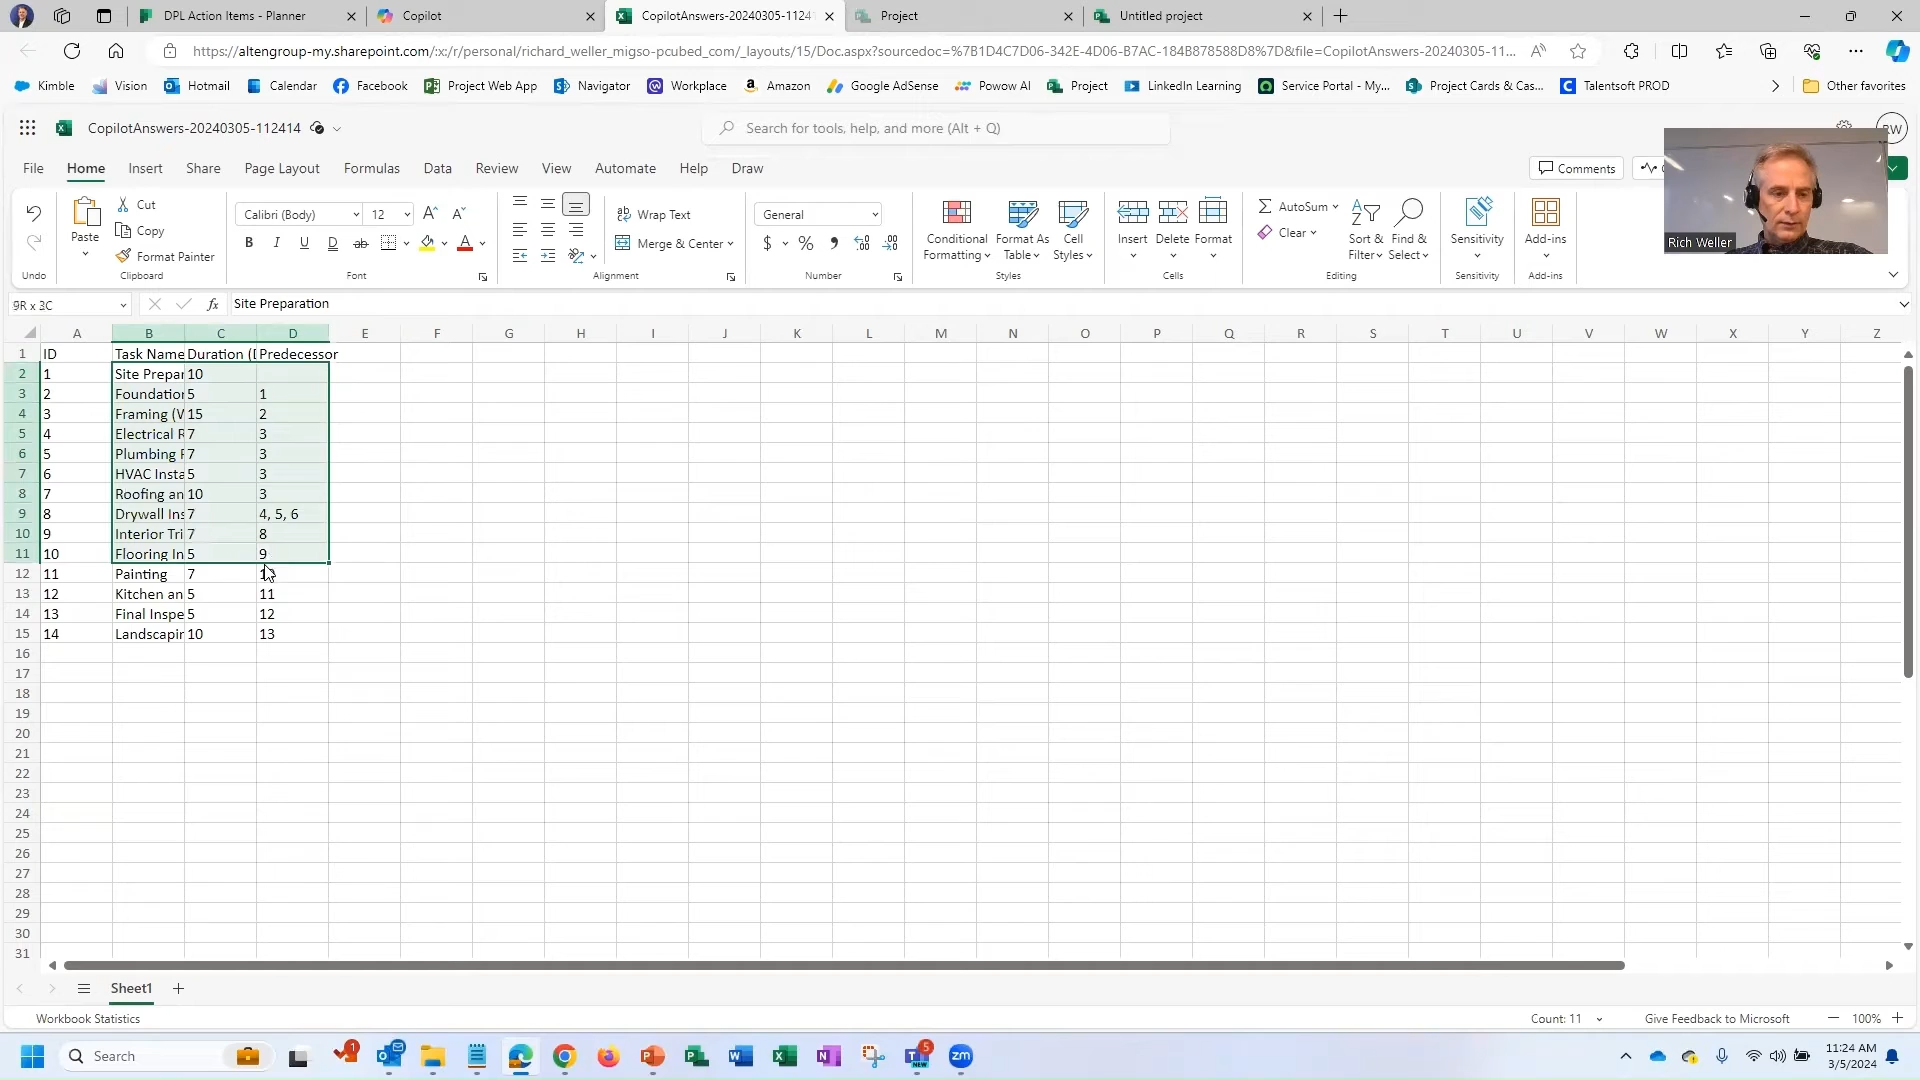 DPL Action Items - Planner
Copilot
CopilotAnswers-20240305-1124
Project
Untitled project
https://altengroup-my.sharepoint.com/:x:/r/personal/richard_weller_migso-pcubed_com/_layouts/15/Doc.aspx?sourcedoc=%7B1D4C7D06-342E-4D06-B7AC-184B878588D8%7D&file=CopilotAnswers-20240305-11...
Kimble
Vision
Hotmail
Calendar
Facebook
Project Web App
Navigator
Workplace
Amazon
Google AdSense
Powow AI
Project
LinkedIn Learning
Service Portal - My...
Project Cards & Cas...
Talentsoft PROD
Other favorites
CopilotAnswers-20240305-112414
Search for tools, help, and more (Alt + Q)
RW
File Home Insert Share Page Layout Formulas Data Review View Automate Help Draw
Comments
Rich Weller
Paste
Cut
Copy
Format Painter
Calibri (Body) 12
B I U D ab
Wrap Text
Merge & Center
General
$ % 9
Conditional Formatting
Format As Table
Cell Styles
Insert Delete Format
AutoSum
Clear
Sort & Filter
Find & Select
Sensitivity
Add-ins
Undo Clipboard Font Alignment Number Styles Cells Editing Sensitivity Add-ins
9R x 3C
fx
Site Preparation
A B C D E F G H I J K L M N O P Q R S T U V W X Y Z
1 ID Task Name Duration (D Predecessor
2 1 Site Prepar 10
3 2 Foundation 5 1
4 3 Framing (W 15 2
5 4 Electrical R 7 3
6 5 Plumbing R 7 3
7 6 HVAC Insta 5 3
8 7 Roofing an 10 3
9 8 Drywall Ins 7 4, 5, 6
10 9 Interior Tri 7 8
11 10 Flooring In 5 9
12 11 Painting 7
13 12 Kitchen an 5 11
14 13 Final Inspe 5 12
15 14 Landscapin 10 13
16
17
18
19
20
21
22
23
24
25
26
27
28
29
30
31
Sheet1
Workbook Statistics
Count: 11
Give Feedback to Microsoft
100%
Search
1
5
NEW
zm
11:24 AM
3/5/2024